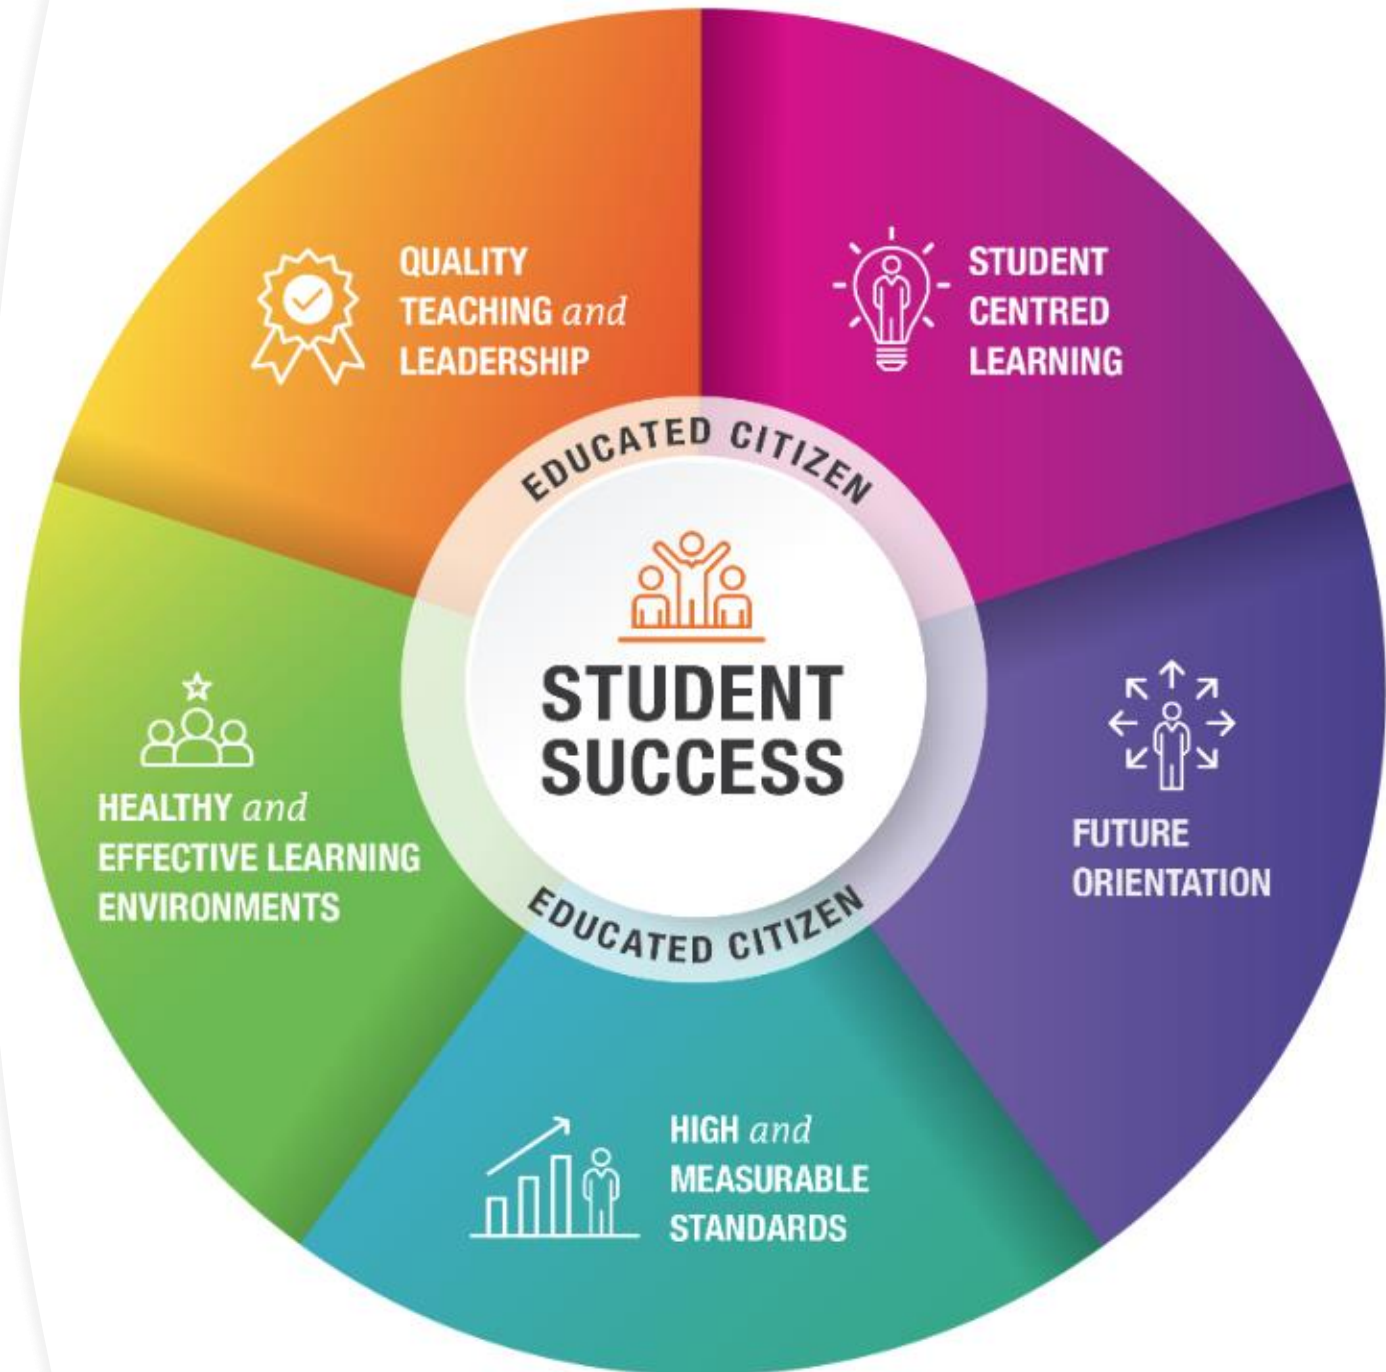 QUALITY
TEACHING and
LEADERSHIP
STUDENT
CENTRED
LEARNING
EDUCATED CITIZEN
STUDENT
SUCCESS
HEALTHY and
EFFECTIVE LEARNING
ENVIRONMENTS
FUTURE
ORIENTATION
EDUCATED CITIZEN
HIGH and
MEASURABLE
STANDARDS